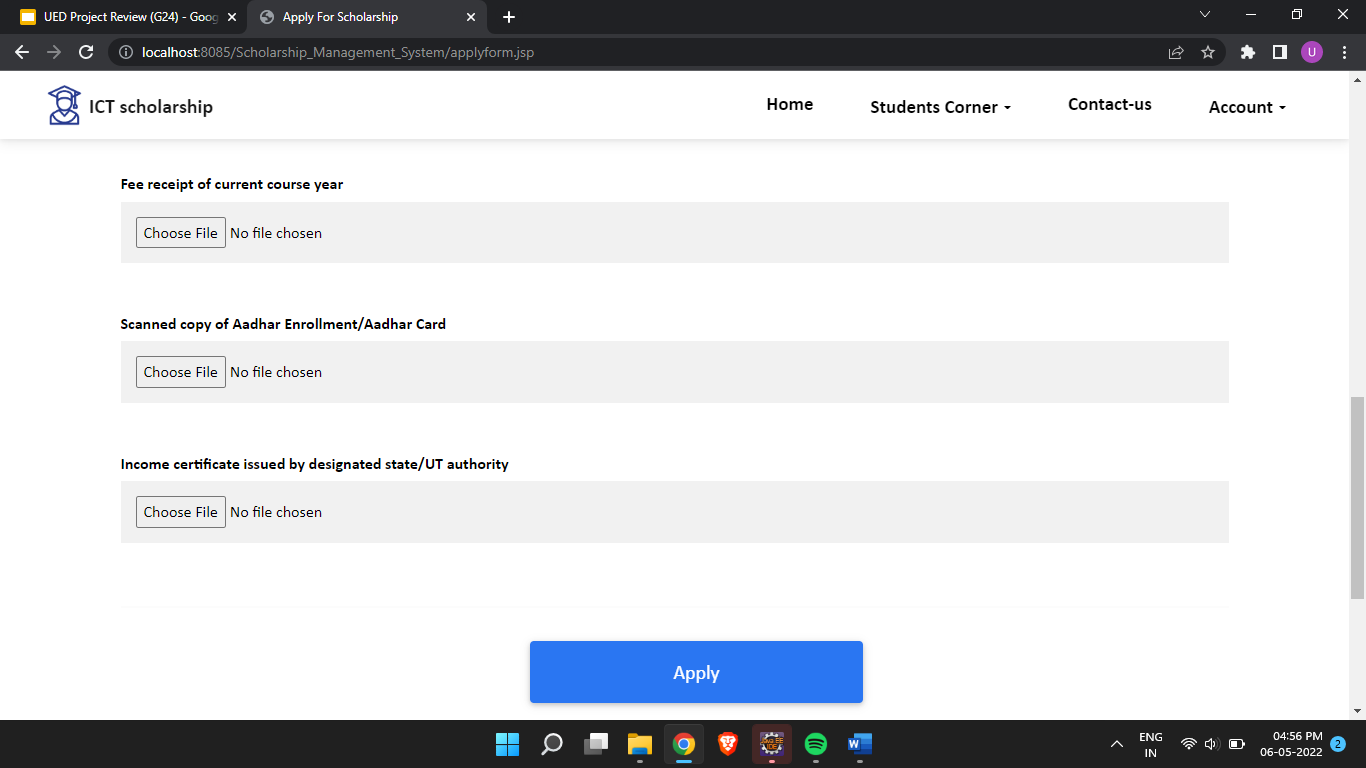 UED Project Review (G24) - Goog
Apply For Scholarship
localhost:8085/Scholarship_Management_System/applyform.jsp
U
ICT scholarship
Home
Students Corner
Contact-us
Account
Fee receipt of current course year
Choose File No file chosen
Scanned copy of Aadhar Enrollment/Aadhar Card
Choose File No file chosen
Income certificate issued by designated state/UT authority
Choose File No file chosen
Apply
ENG
IN
04:56 PM
06-05-2022
2